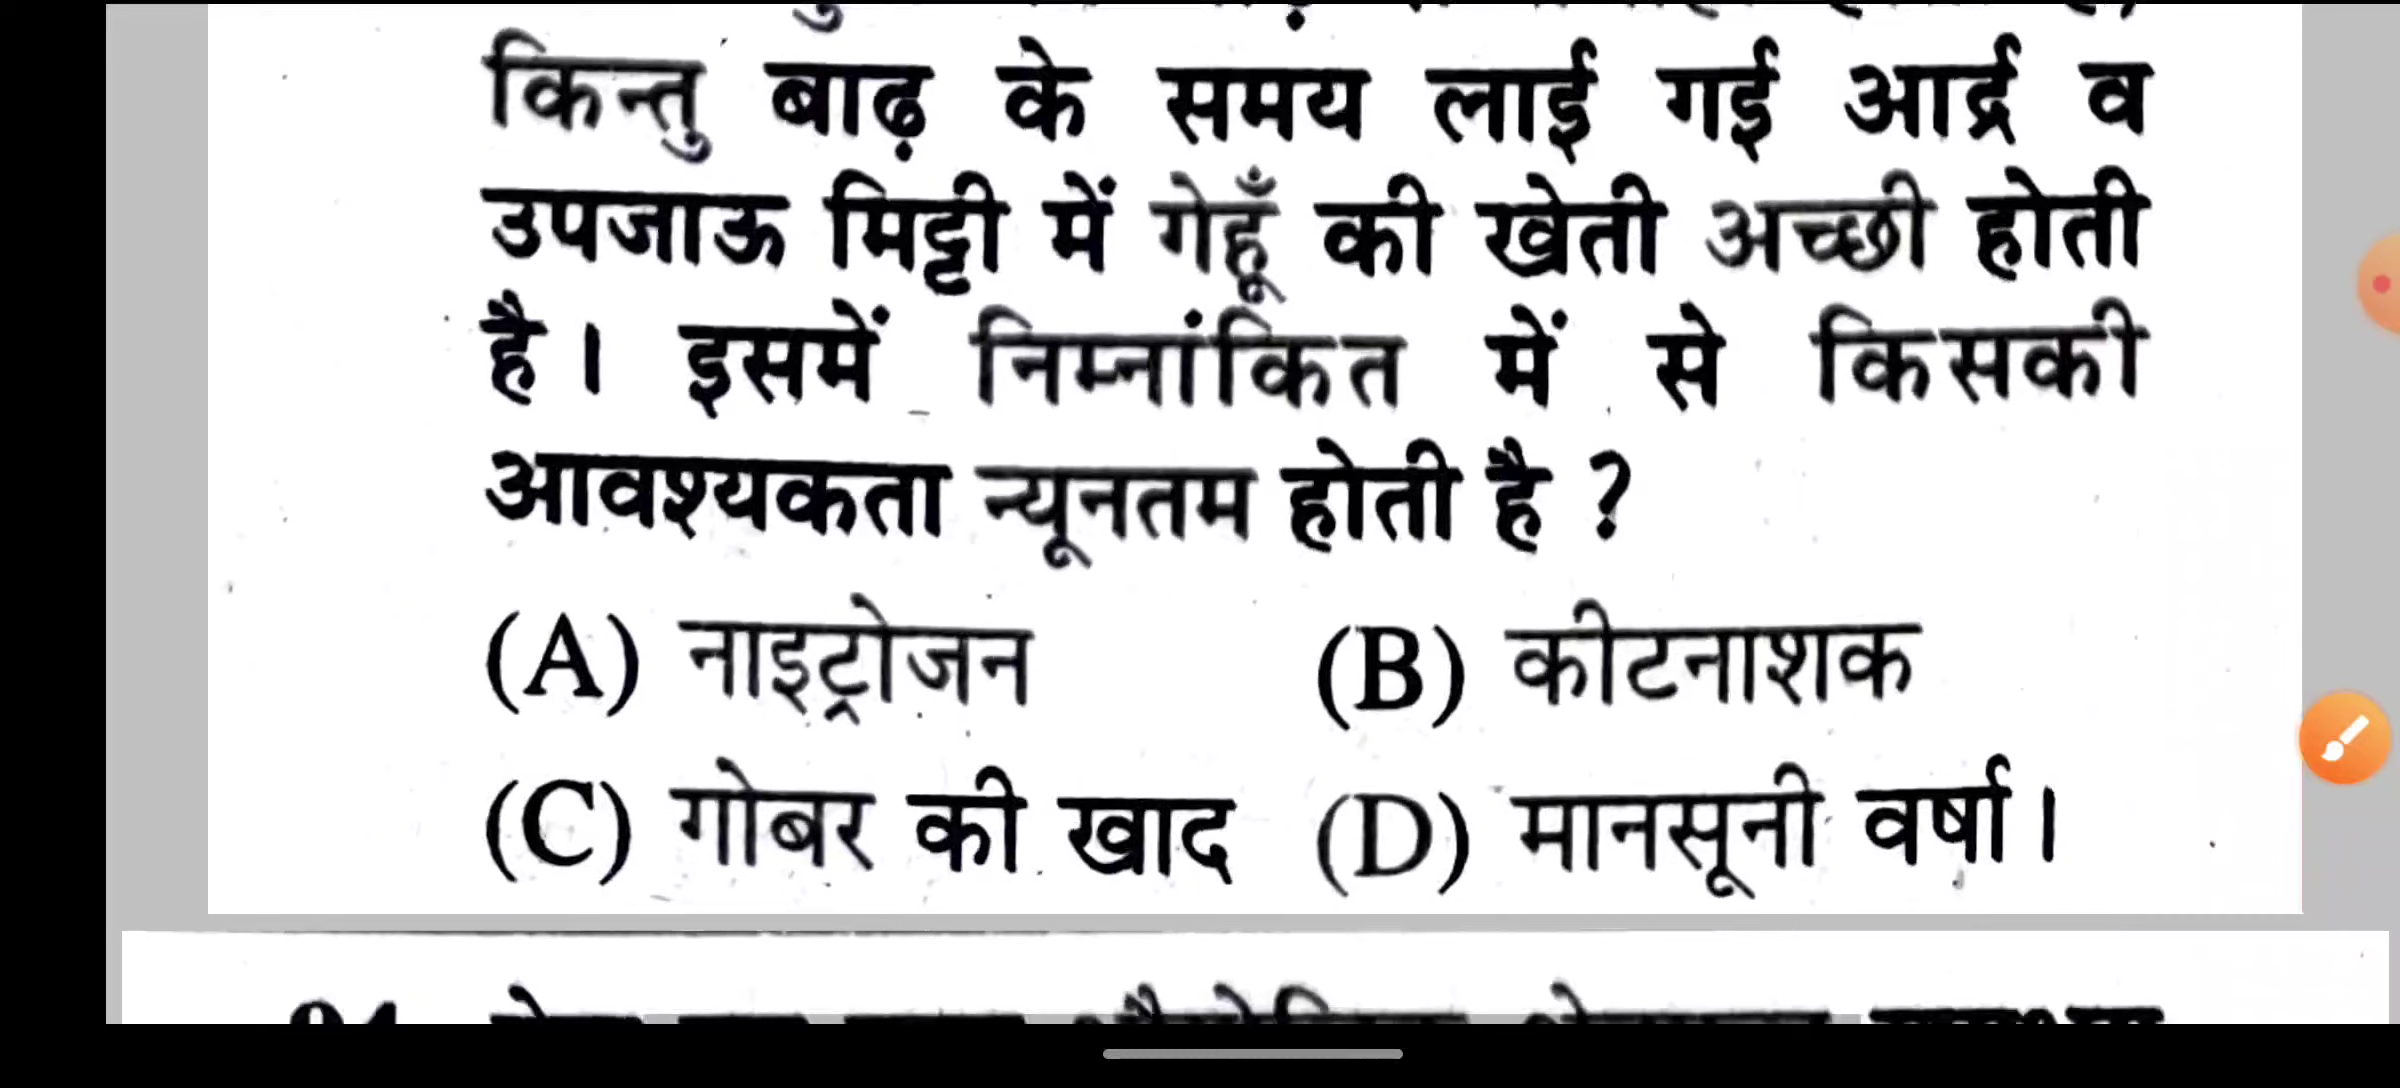 किन्तु बाढ़ के समय लाई गई आर्द्र व
उपजाऊ मिट्टी में गेहूँ की खेती अच्छी होती
है। इसमें निम्नांकित में से किसकी
आवश्यकता न्यूनतम होती है ?
(A) नाइट्रोजन (B) कीटनाशक
(C) गोबर की खाद (D) मानसूनी वर्षा।